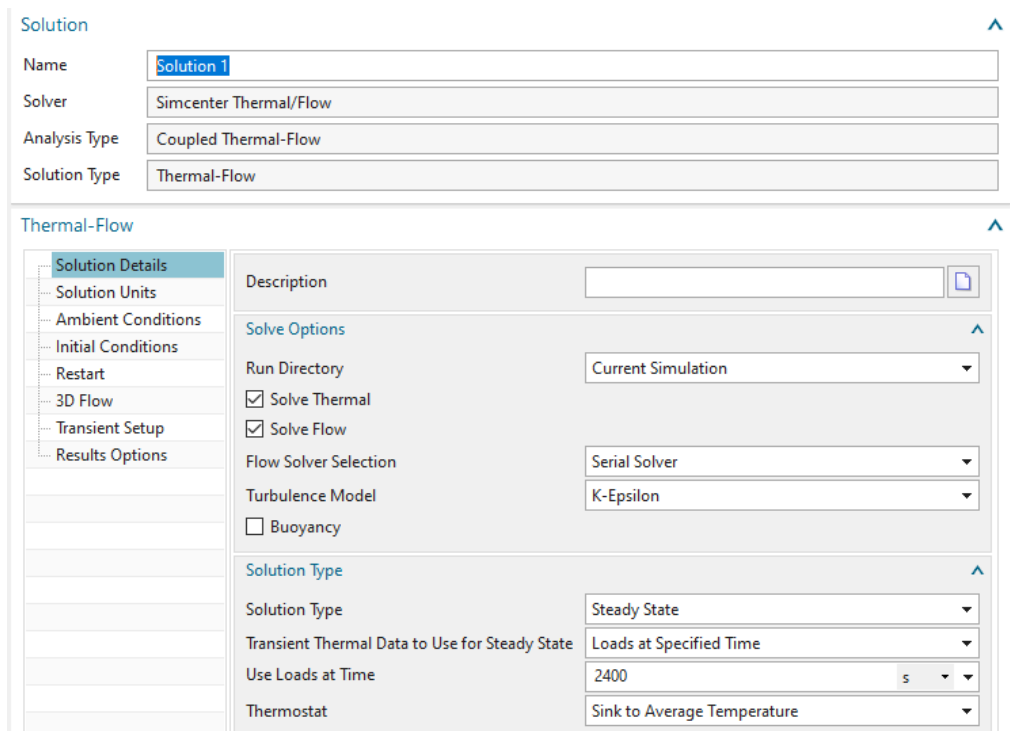 Solution
Name Solution 1
Solver Simcenter Thermal/Flow
Analysis Type Coupled Thermal-Flow
Solution Type Thermal-Flow
Thermal-Flow
Solution Details
Solution Units
Ambient Conditions
Initial Conditions
Restart
3D Flow
Transient Setup
Results Options
Description
Solve Options
Run Directory Current Simulation
Solve Thermal
Solve Flow
Flow Solver Selection Serial Solver
Turbulence Model K-Epsilon
Buoyancy
Solution Type
Solution Type Steady State
Transient Thermal Data to Use for Steady State Loads at Specified Time
Use Loads at Time 2400 s
Thermostat Sink to Average Temperature